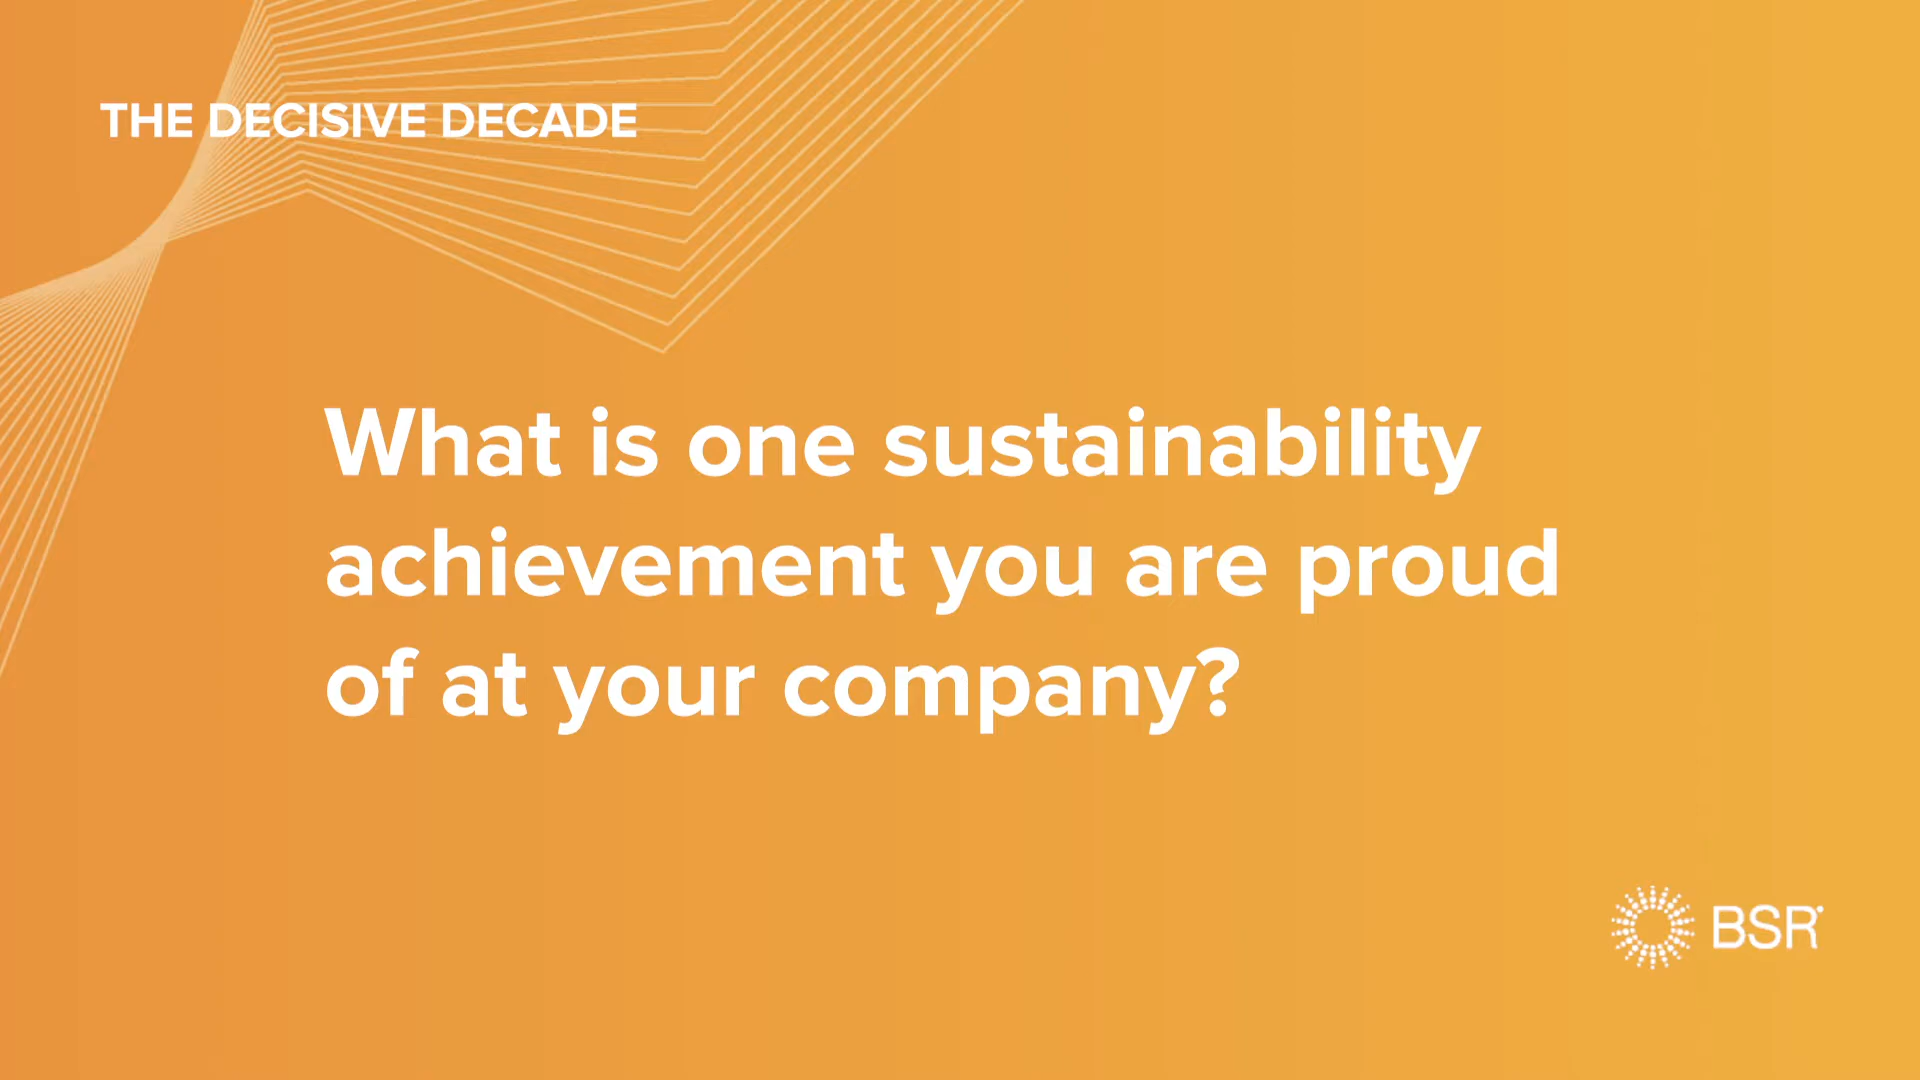 THE DECISIVE DECADE
What is one sustainability
achievement you are proud
of at your company?
BSR